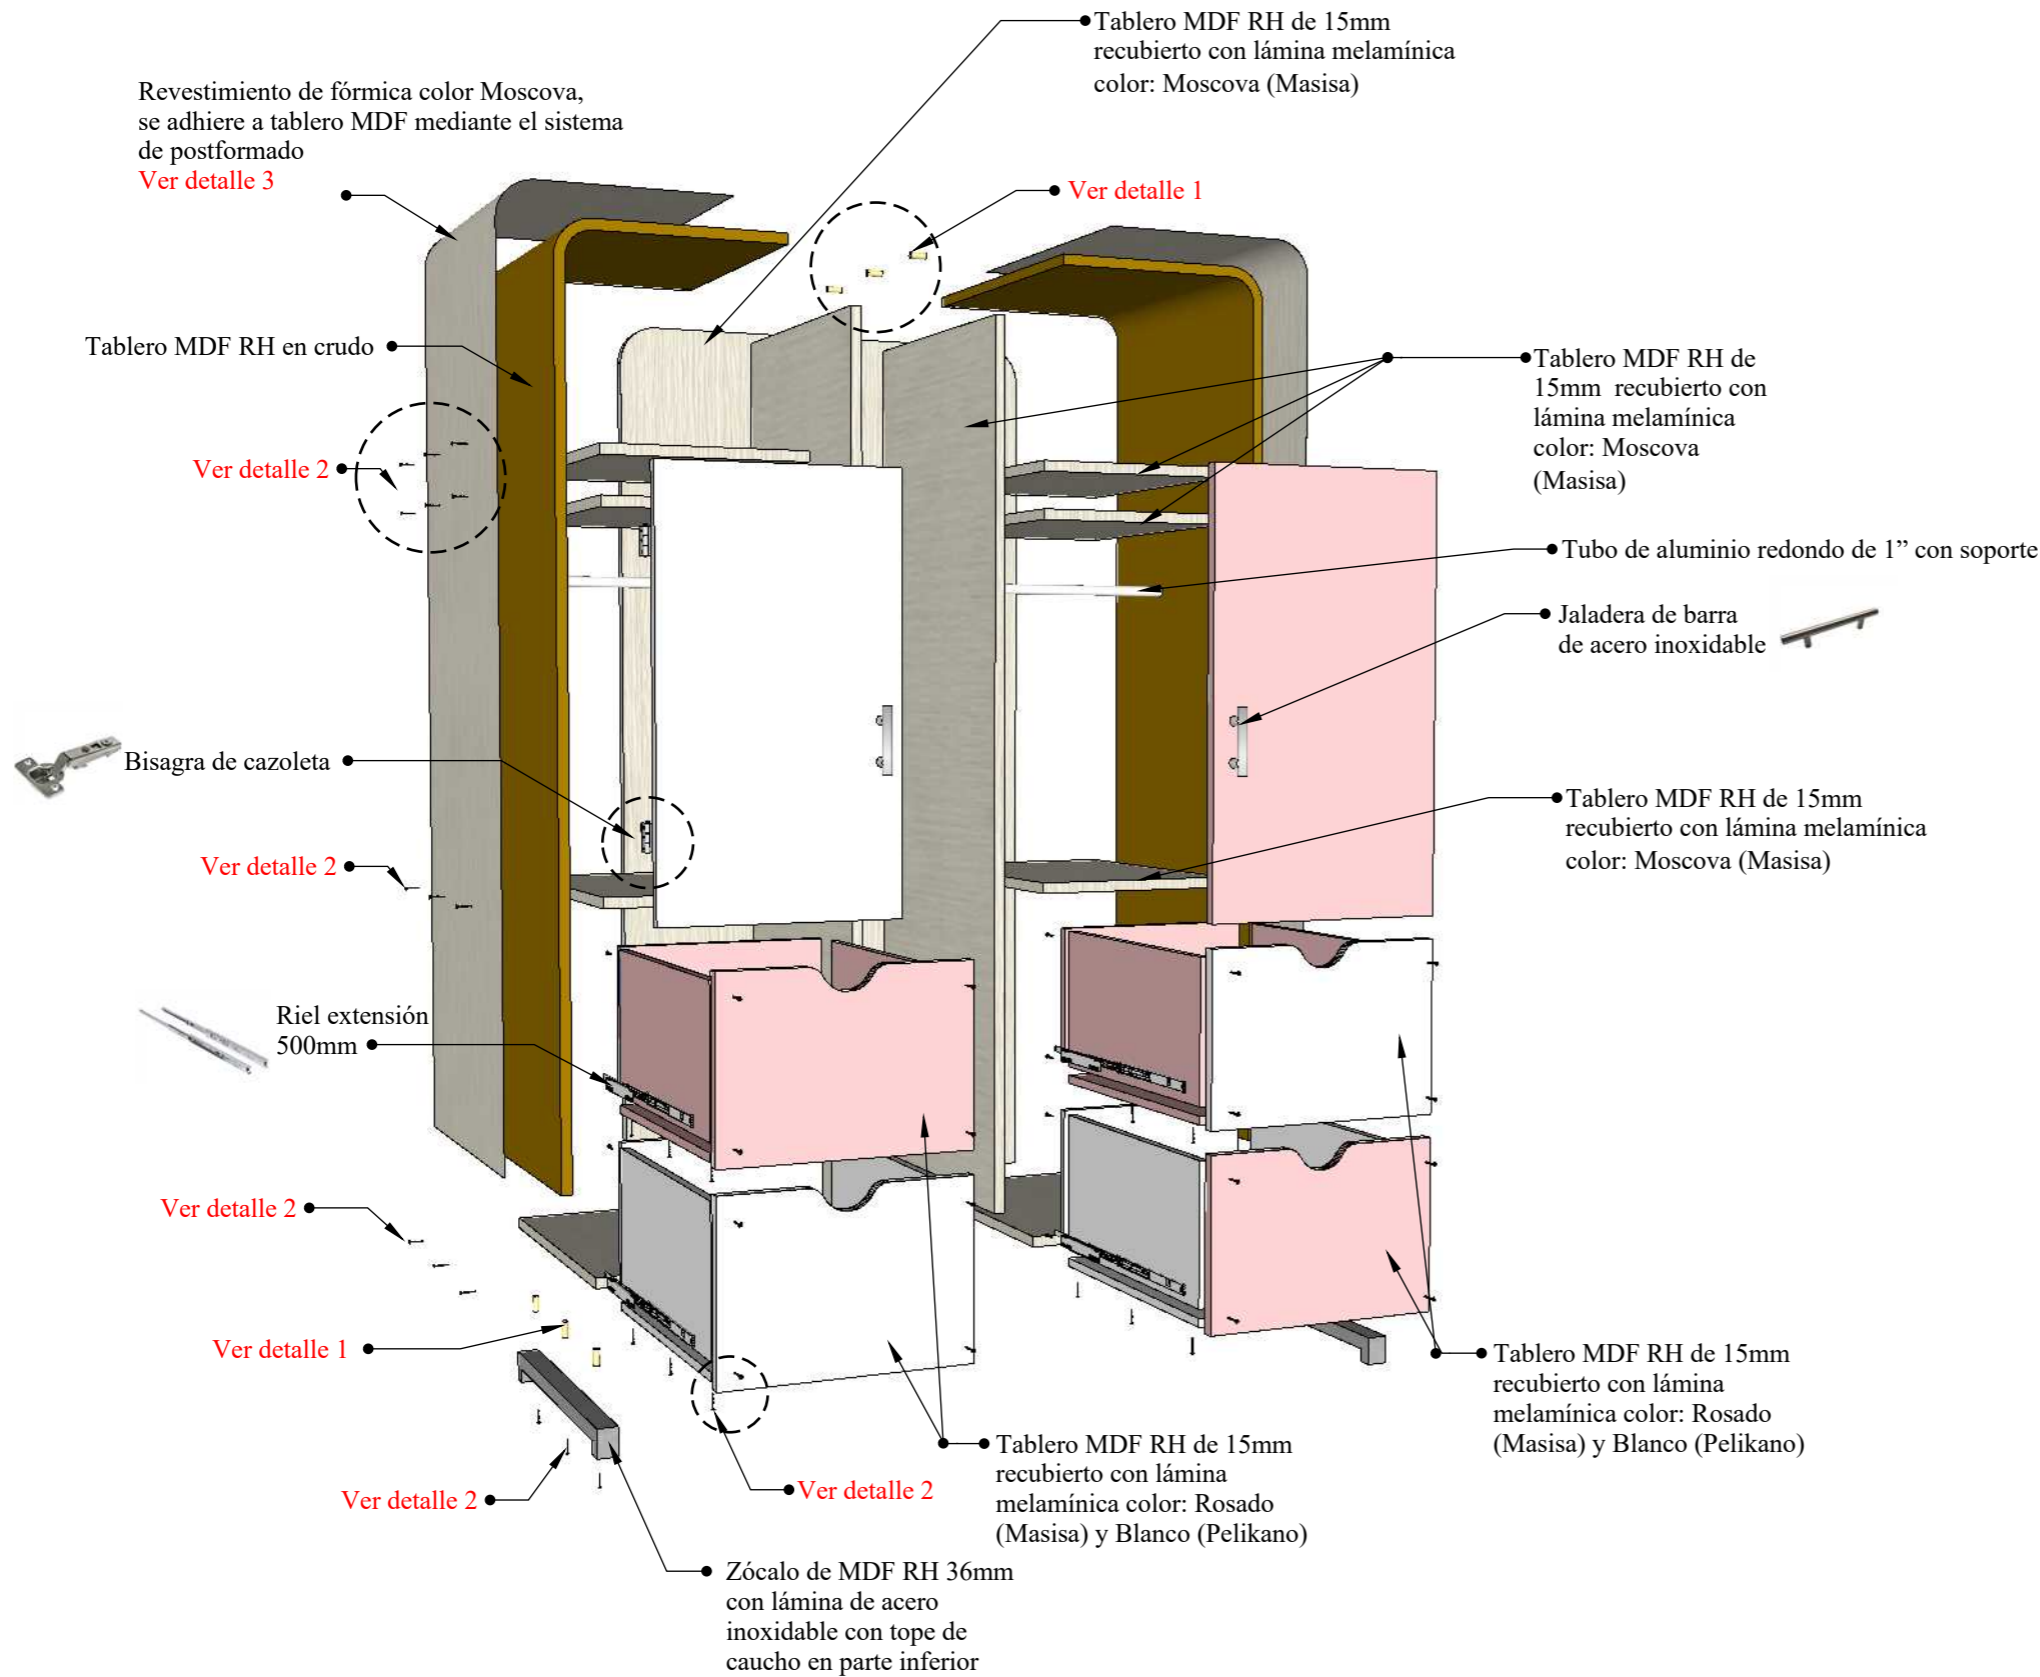 Tablero MDF RH de 15mm
recubierto con lámina melamínica
color: Moscova (Masisa)
Revestimiento de fórmica color Moscova,
se adhiere a tablero MDF mediante el sistema
de postformado
Ver detalle 3
Ver detalle 1
Tablero MDF RH en crudo
Tablero MDF RH de
15mm  recubierto con
lámina melamínica
color: Moscova
(Masisa)
Ver detalle 2
Tubo de aluminio redondo de 1” con soporte
Jaladera de barra
de acero inoxidable
Bisagra de cazoleta
Tablero MDF RH de 15mm
recubierto con lámina melamínica
color: Moscova (Masisa)
Ver detalle 2
Riel extensión
500mm
Ver detalle 2
Ver detalle 1
Tablero MDF RH de 15mm
recubierto con lámina
melamínica color: Rosado
(Masisa) y Blanco (Pelikano)
Tablero MDF RH de 15mm
recubierto con lámina
melamínica color: Rosado
(Masisa) y Blanco (Pelikano)
Ver detalle 2
Ver detalle 2
Zócalo de MDF RH 36mm
con lámina de acero
inoxidable con tope de
caucho en parte inferior